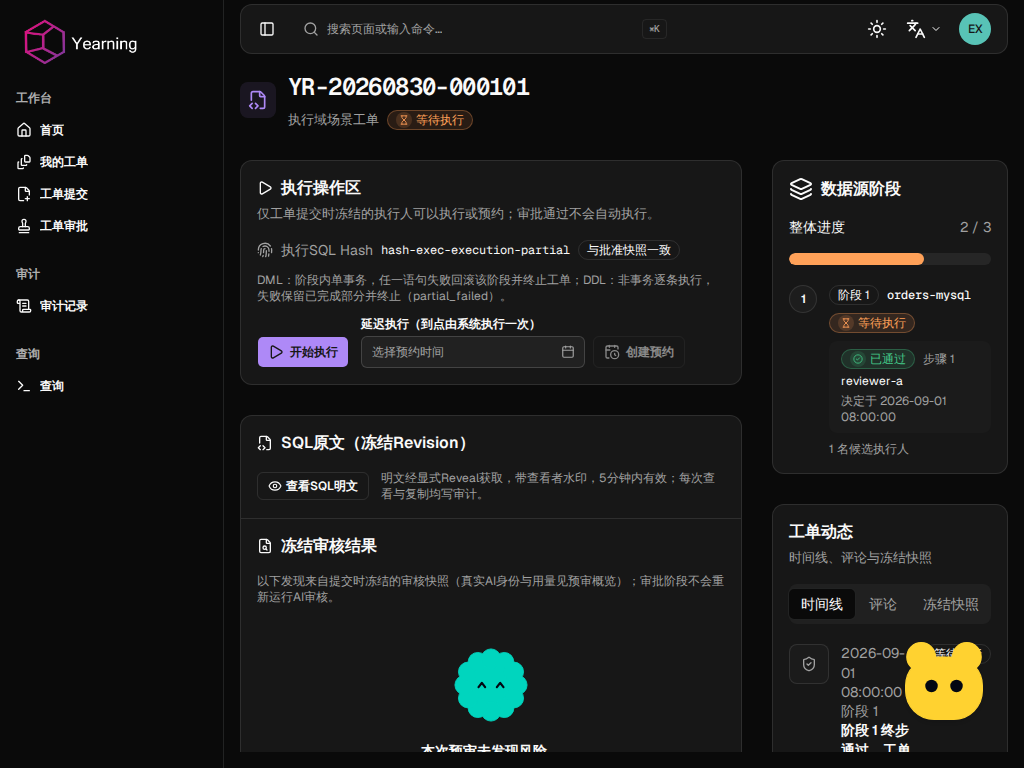 Yearning
工作台
首页
我的工单
工单提交
工单审批
审计
审计记录
查询
查询
搜索页面或输入命令...
⌘K
EX
YR-20260830-000101
执行域场景工单 等待执行
执行操作区
仅工单提交时冻结的执行人可以执行或预约；审批通过不会自动执行。
执行SQL Hash hash-exec-execution-partial 与批准快照一致
DML：阶段内单事务，任一语句失败回滚该阶段并终止工单；DDL：非事务逐条执行，
失败保留已完成部分并终止（partial_failed）。
延迟执行（到点由系统执行一次）
开始执行 选择预约时间 创建预约
SQL原文（冻结Revision）
查看SQL明文
明文经显式Reveal获取，带查看者水印，5分钟内有效；每次查
看与复制均写审计。
冻结审核结果
以下发现来自提交时冻结的审核快照（真实AI身份与用量见预审概览）；审批阶段不会重
新运行AI审核。
本次预审未发现风险
数据源阶段
整体进度 2 / 3
1 阶段 1 orders-mysql
等待执行
已通过 步骤 1
reviewer-a
决定于 2026-09-01
08:00:00
1 名候选执行人
工单动态
时间线、评论与冻结快照
时间线 评论 冻结快照
2026-09-
01
08:00:00
阶段 1
阶段 1 终步
通过，工单